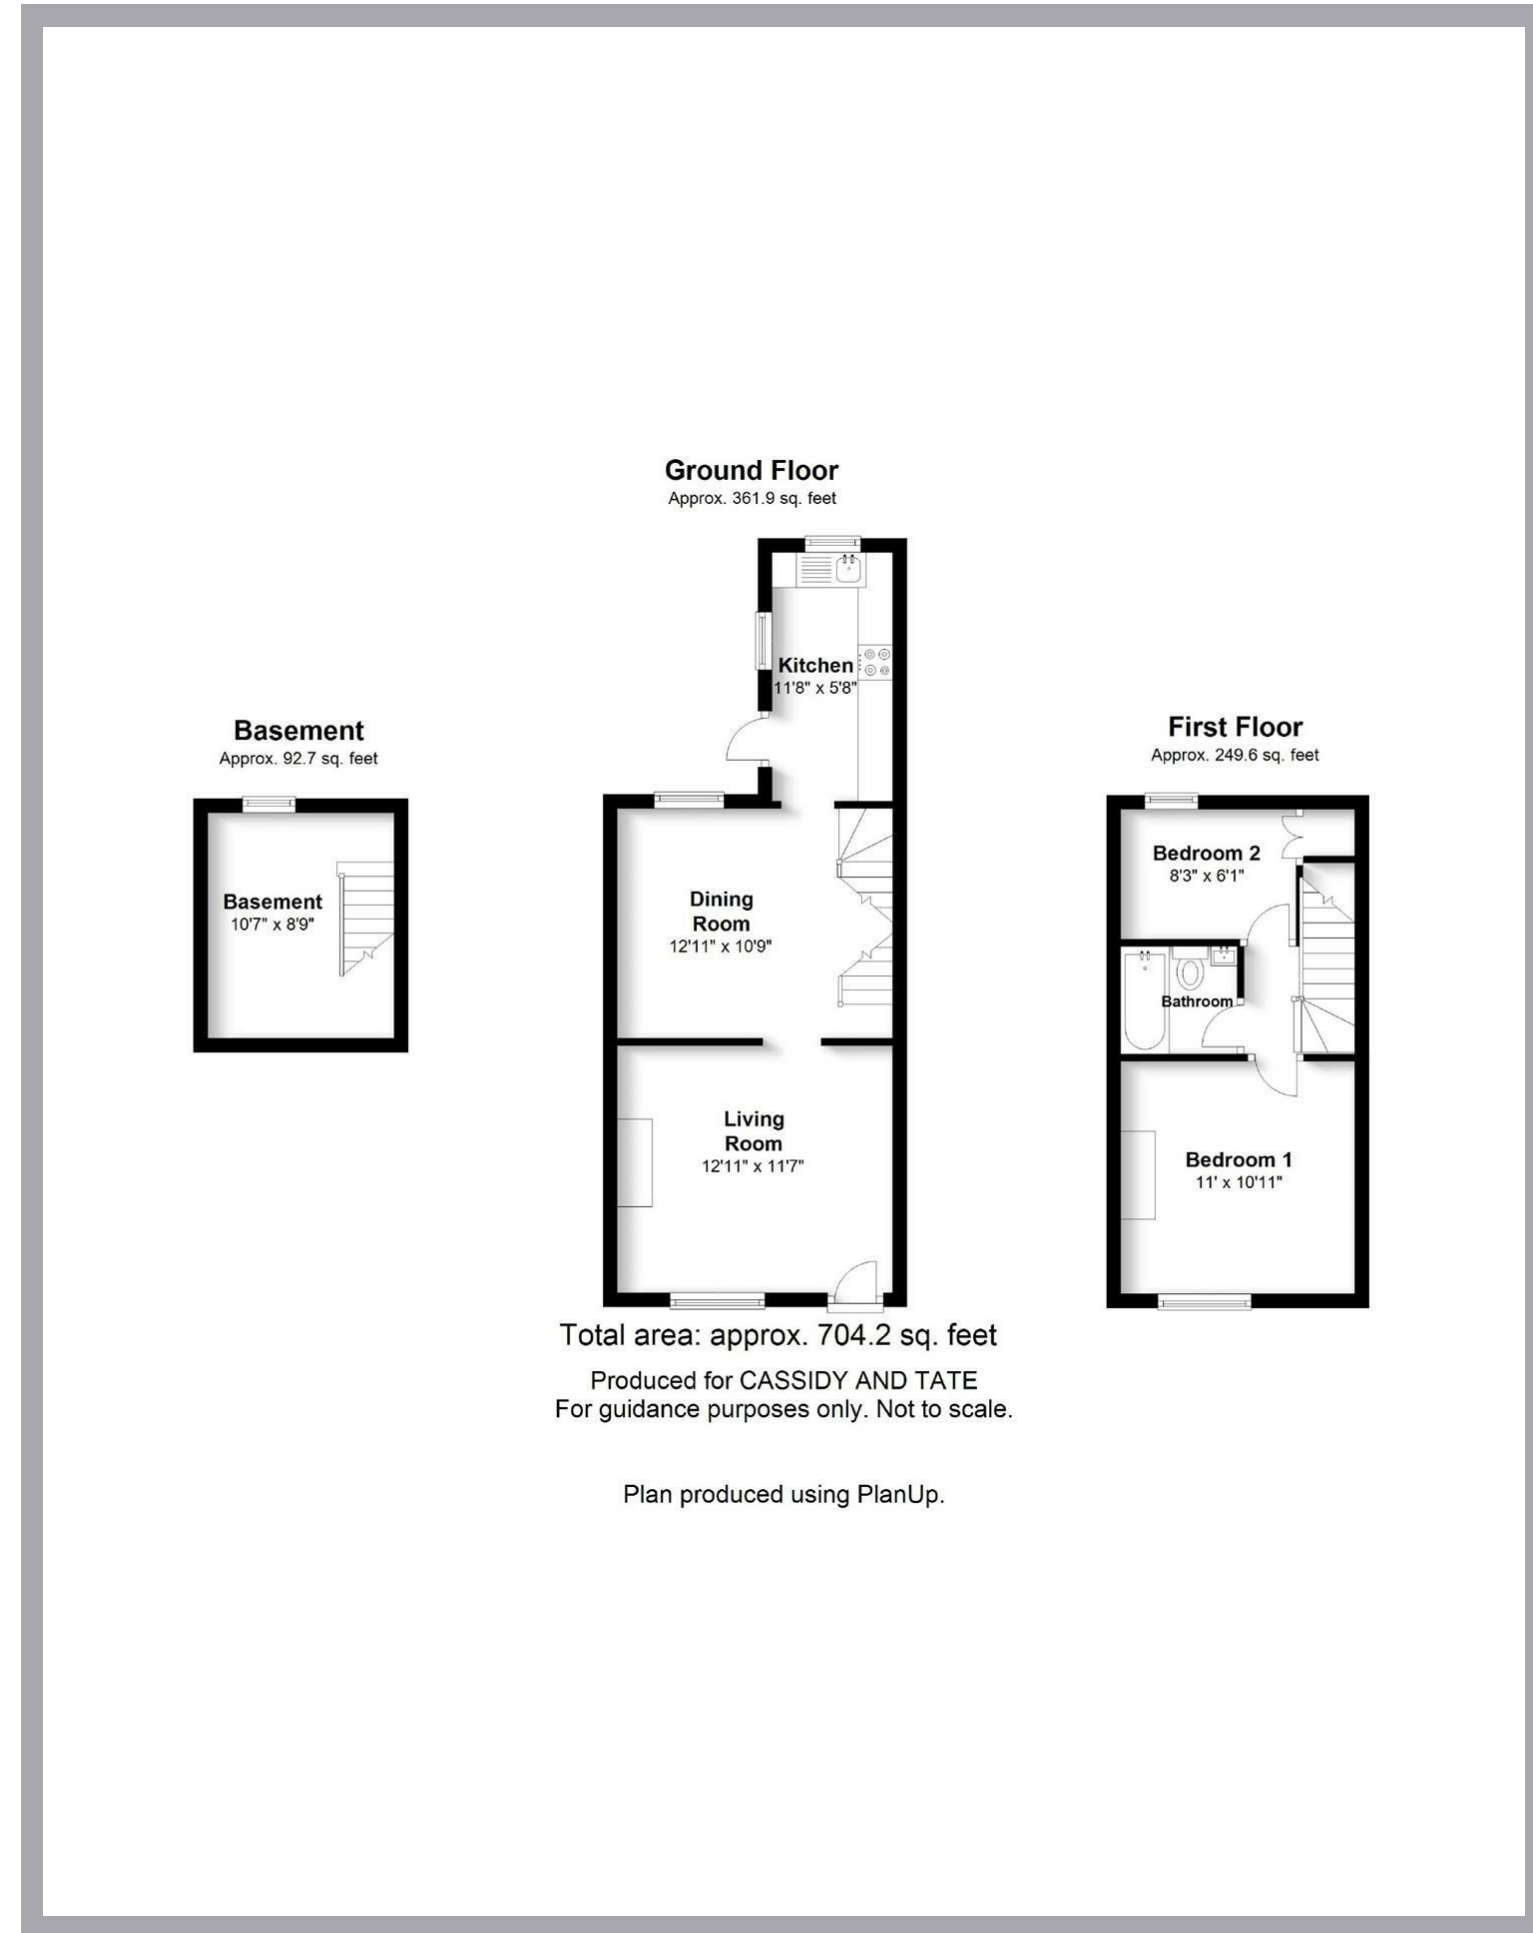 Ground Floor
Approx. 361.9 sq. feet
Kitchen
11'8" x 5'8"
Dining
Room
12'11" x 10'9"
Living
Room
12'11" x 11'7"
Basement
Approx. 92.7 sq. feet
Basement
10'7" x 8'9"
First Floor
Approx. 249.6 sq. feet
Bedroom 2
8'3" x 6'1"
Bathroom
Bedroom 1
11' x 10'11"
Total area: approx. 704.2 sq. feet
Produced for CASSIDY AND TATE
For guidance purposes only. Not to scale.
Plan produced using PlanUp.